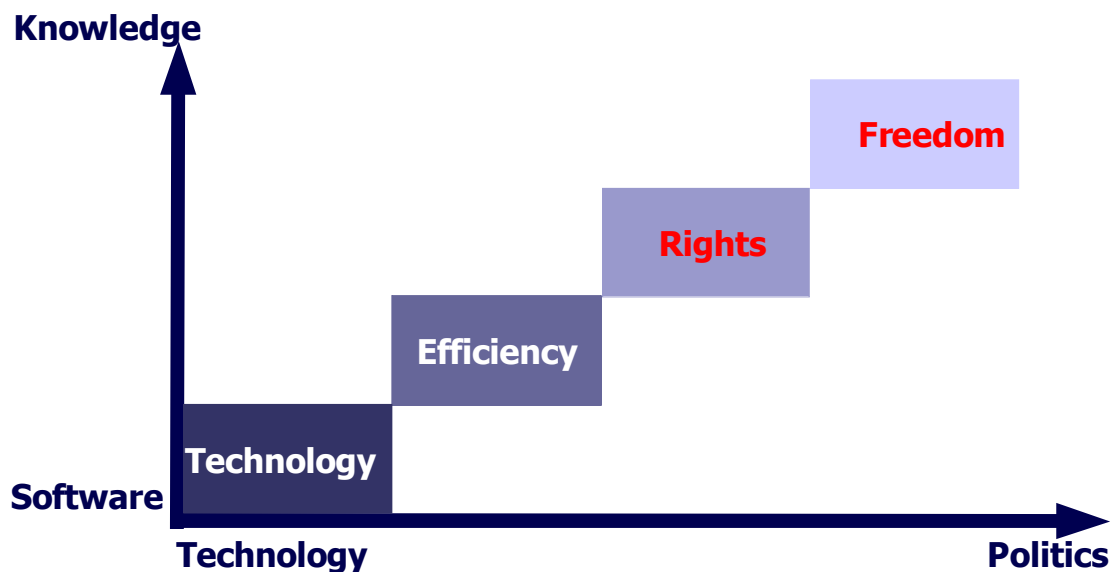 Knowledge
Freedom
Rights
Efficiency
Technology
Software
Technology
Politics